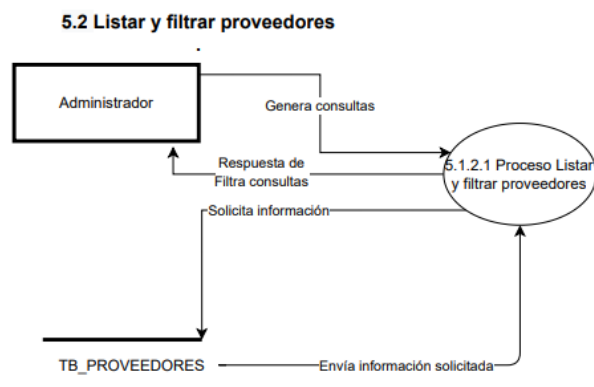 5.2 Listar y filtrar proveedores
Administrador
Genera consultas
Respuesta de
Filtra consultas
5.1.2.1 Proceso Listar
y filtrar proveedores
Solicita información
TB_PROVEEDORES
Envía información solicitada